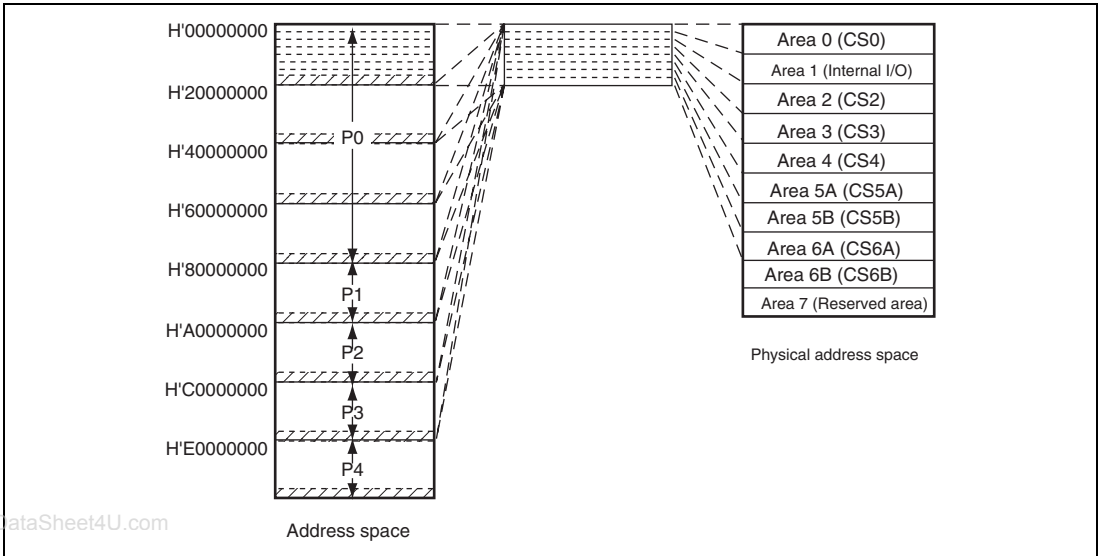 H'00000000
H'20000000
H'40000000
H'60000000
H'80000000
H'A0000000
H'C0000000
H'E0000000
P0
P1
P2
P3
P4
Address space
Area 0 (CS0)
Area 1 (Internal I/O)
Area 2 (CS2)
Area 3 (CS3)
Area 4 (CS4)
Area 5A (CS5A)
Area 5B (CS5B)
Area 6A (CS6A)
Area 6B (CS6B)
Area 7 (Reserved area)
Physical address space
ataSheet4U.com